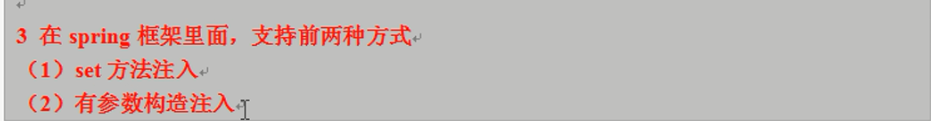 3 在 spring 框架里面，支持前两种方式
（1）set 方法注入
（2）有参数构造注入